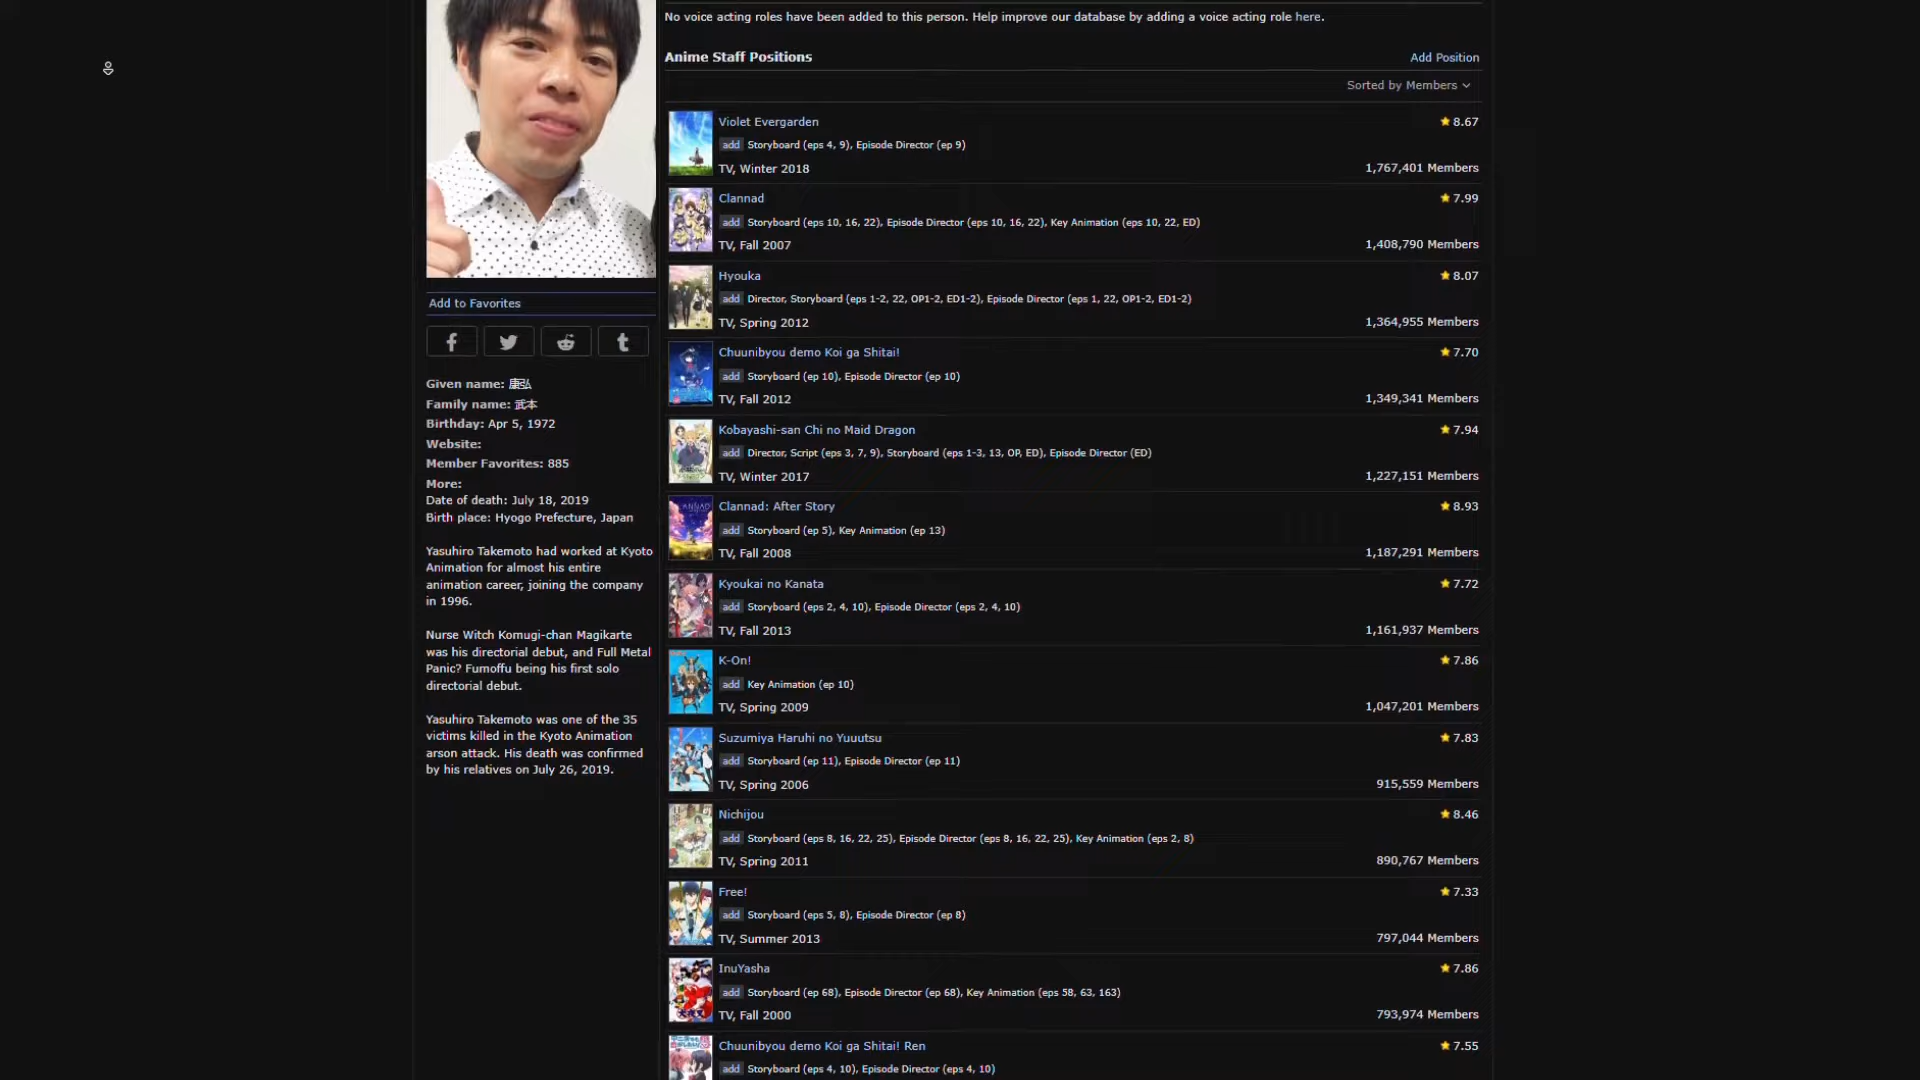 No voice acting roles have been added to this person. Help improve our database by adding a voice acting role here.
Anime Staff Positions
Add Position
Sorted by Members
Violet Evergarden
8.67
add Storyboard (eps 4, 9), Episode Director (ep 9)
TV, Winter 2018
1,767,401 Members
Clannad
7.99
add Storyboard (eps 10, 16, 22), Episode Director (eps 10, 16, 22), Key Animation (eps 10, 22, ED)
TV, Fall 2007
1,408,790 Members
Hyouka
8.07
add Director, Storyboard (eps 1-2, 22, OP1-2, ED1-2), Episode Director (eps 1, 22, OP1-2, ED1-2)
TV, Spring 2012
1,364,955 Members
Chuunibyou demo Koi ga Shitai!
7.70
add Storyboard (ep 10), Episode Director (ep 10)
TV, Fall 2012
1,349,341 Members
Kobayashi-san Chi no Maid Dragon
7.94
add Director, Script (eps 3, 7, 9), Storyboard (eps 1-3, 13, OP, ED), Episode Director (ED)
TV, Winter 2017
1,227,151 Members
Clannad: After Story
8.93
add Storyboard (ep 5), Key Animation (ep 13)
TV, Fall 2008
1,187,291 Members
Kyoukai no Kanata
7.72
add Storyboard (eps 2, 4, 10), Episode Director (eps 2, 4, 10)
TV, Fall 2013
1,161,937 Members
K-On!
7.86
add Key Animation (ep 10)
TV, Spring 2009
1,047,201 Members
Suzumiya Haruhi no Yuuutsu
7.83
add Storyboard (ep 11), Episode Director (ep 11)
TV, Spring 2006
915,559 Members
Nichijou
8.46
add Storyboard (eps 8, 16, 22, 25), Episode Director (eps 8, 16, 22, 25), Key Animation (eps 2, 8)
TV, Spring 2011
890,767 Members
Free!
7.33
add Storyboard (eps 5, 8), Episode Director (ep 8)
TV, Summer 2013
797,044 Members
InuYasha
7.86
add Storyboard (ep 68), Episode Director (ep 68), Key Animation (eps 58, 63, 163)
TV, Fall 2000
793,974 Members
Chuunibyou demo Koi ga Shitai! Ren
7.55
add Storyboard (eps 4, 10), Episode Director (eps 4, 10)
Add to Favorites
Given name: 康弘
Family name: 武本
Birthday: Apr 5, 1972
Website:
Member Favorites: 885
More:
Date of death: July 18, 2019
Birth place: Hyogo Prefecture, Japan
Yasuhiro Takemoto had worked at Kyoto
Animation for almost his entire
animation career, joining the company
in 1996.
Nurse Witch Komugi-chan Magikarte
was his directorial debut, and Full Metal
Panic? Fumoffu being his first solo
directorial debut.
Yasuhiro Takemoto was one of the 35
victims killed in the Kyoto Animation
arson attack. His death was confirmed
by his relatives on July 26, 2019.